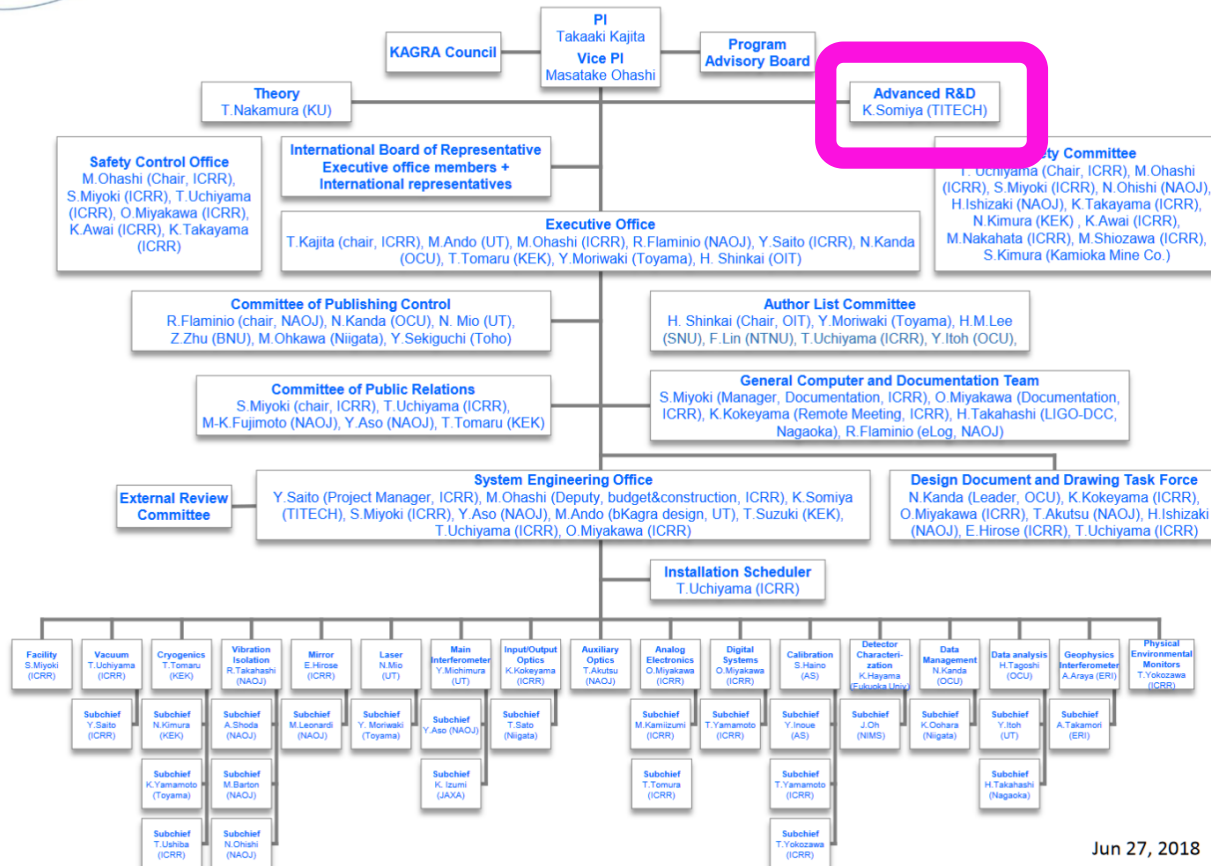 PI
Takaaki Kajita
Vice PI
Masatake Ohashi
KAGRA Council
Program
Advisory Board
Theory
T.Nakamura (KU)
Advanced R&D
K.Somiya (TITECH)
Safety Control Office
M.Ohashi (Chair, ICRR),
S.Miyoki (ICRR), T.Uchiyama
(ICRR), O.Miyakawa (ICRR),
K.Awai (ICRR), K.Takayama
(ICRR)
International Board of Representative
Executive office members +
International representatives
ety Committee
T. Uchiyama (Chair, ICRR), M.Ohashi
(ICRR), S.Miyoki (ICRR), N.Ohishi (NAOJ),
H.Ishizaki (NAOJ), K.Takayama (ICRR),
N.Kimura (KEK) , K.Awai (ICRR),
M.Nakahata (ICRR), M.Shiozawa (ICRR),
S.Kimura (Kamioka Mine Co.)
Executive Office
T.Kajita (chair, ICRR), M.Ando (UT), M.Ohashi (ICRR), R.Flaminio (NAOJ), Y.Saito (ICRR), N.Kanda
(OCU), T.Tomaru (KEK), Y.Moriwaki (Toyama), H. Shinkai (OIT)
Committee of Publishing Control
R.Flaminio (chair, NAOJ), N.Kanda (OCU), N. Mio (UT),
Z.Zhu (BNU), M.Ohkawa (Niigata), Y.Sekiguchi (Toho)
Author List Committee
H. Shinkai (Chair, OIT), Y.Moriwaki (Toyama), H.M.Lee
(SNU), F.Lin (NTNU), T.Uchiyama (ICRR), Y.Itoh (OCU),
Committee of Public Relations
S.Miyoki (chair, ICRR), T.Uchiyama (ICRR),
M-K.Fujimoto (NAOJ), Y.Aso (NAOJ), T.Tomaru (KEK)
General Computer and Documentation Team
S.Miyoki (Manager, Documentation, ICRR), O.Miyakawa (Documentation,
ICRR), K.Kokeyama (Remote Meeting, ICRR), H.Takahashi (LIGO-DCC,
Nagaoka), R.Flaminio (eLog, NAOJ)
External Review
Committee
System Engineering Office
Y.Saito (Project Manager, ICRR), M.Ohashi (Deputy, budget&construction, ICRR), K.Somiya
(TITECH), S.Miyoki (ICRR), Y.Aso (NAOJ), M.Ando (bKagra design, UT), T.Suzuki (KEK),
T.Uchiyama (ICRR), O.Miyakawa (ICRR)
Design Document and Drawing Task Force
N.Kanda (Leader, OCU), K.Kokeyama (ICRR),
O.Miyakawa (ICRR), T.Akutsu (NAOJ), H.Ishizaki
(NAOJ), E.Hirose (ICRR), T.Uchiyama (ICRR)
Installation Scheduler
T.Uchiyama (ICRR)
Facility
S.Miyoki
(ICRR)
Vacuum
T.Uchiyama
(ICRR)
Subchief
Y.Saito
(ICRR)
Cryogenics
T.Tomaru
(KEK)
Subchief
N.Kimura
(KEK)
Subchief
K.Yamamoto
(Toyama)
Subchief
T.Ushiba
(ICRR)
Vibration
Isolation
R.Takahashi
(NAOJ)
Subchief
A.Shoda
(NAOJ)
Subchief
M.Barton
(NAOJ)
Subchief
N.Ohishi
(NAOJ)
Mirror
E.Hirose
(ICRR)
Subchief
M.Leonardi
(NAOJ)
Laser
N.Mio
(UT)
Subchief
Y. Moriwaki
(Toyama)
Main
Interferometer
Y.Michimura
(UT)
Subchief
Y.Aso (NAOJ)
Subchief
K. Izumi
(JAXA)
Input/Output
Optics
K.Kokeyama
(ICRR)
Subchief
T.Sato
(Niigata)
Auxiliary
Optics
T.Akutsu
(NAOJ)
Analog
Electronics
O.Miyakawa
(ICRR)
Subchief
M.Kamiizumi
(ICRR)
Subchief
T.Tomura
(ICRR)
Digital
Systems
O.Miyakawa
(ICRR)
Subchief
T.Yamamoto
(ICRR)
Calibration
S.Haino
(AS)
Subchief
Y.Inoue
(AS)
Subchief
T.Yamamoto
(ICRR)
Subchief
T.Yokozawa
(ICRR)
Detector
Characteri-
zation
K.Hayama
(Fukuoka Univ)
Subchief
J.Oh
(NIMS)
Data
Management
N.Kanda
(OCU)
Subchief
K.Oohara
(Niigata)
Data analysis
H.Tagoshi
(OCU)
Subchief
Y.Itoh
(UT)
Subchief
H.Takahashi
(Nagaoka)
Geophysics
Interferometer
A.Araya (ERI)
Subchief
A.Takamori
(ERI)
Physical
Environmental
Monitors
T.Yokozawa
(ICRR)
Jun 27, 2018